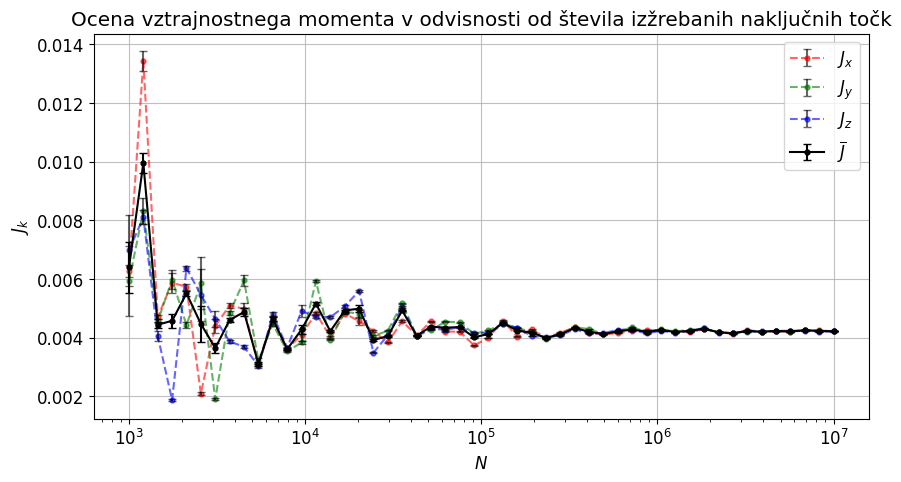 Ocena vztrajnostnega momenta v odvisnosti od števila izžrebanih naključnih točk
0.014
0.012
0.010
0.008
0.006
0.004
0.002
J_k
10^3
10^4
10^5
10^6
10^7
N
J_x
J_y
J_z
J̄